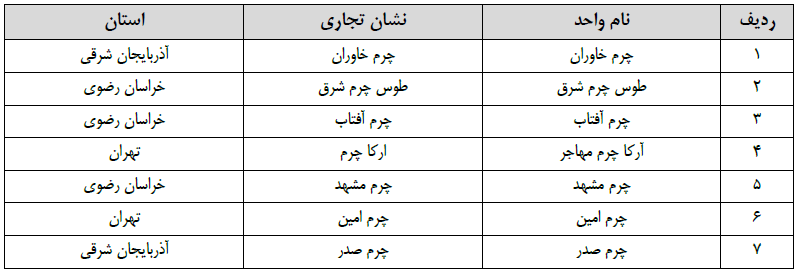 ردیف نام واحد نشان تجاری استان
۱ چرم خاوران چرم خاوران آذربایجان شرقی
۲ طوس چرم شرق طوس چرم شرق خراسان رضوی
۳ چرم آفتاب چرم آفتاب خراسان رضوی
۴ آرکا چرم مهاجر ارکا چرم تهران
۵ چرم مشهد چرم مشهد خراسان رضوی
۶ چرم امین چرم امین تهران
۷ چرم صدر چرم صدر آذربایجان شرقی